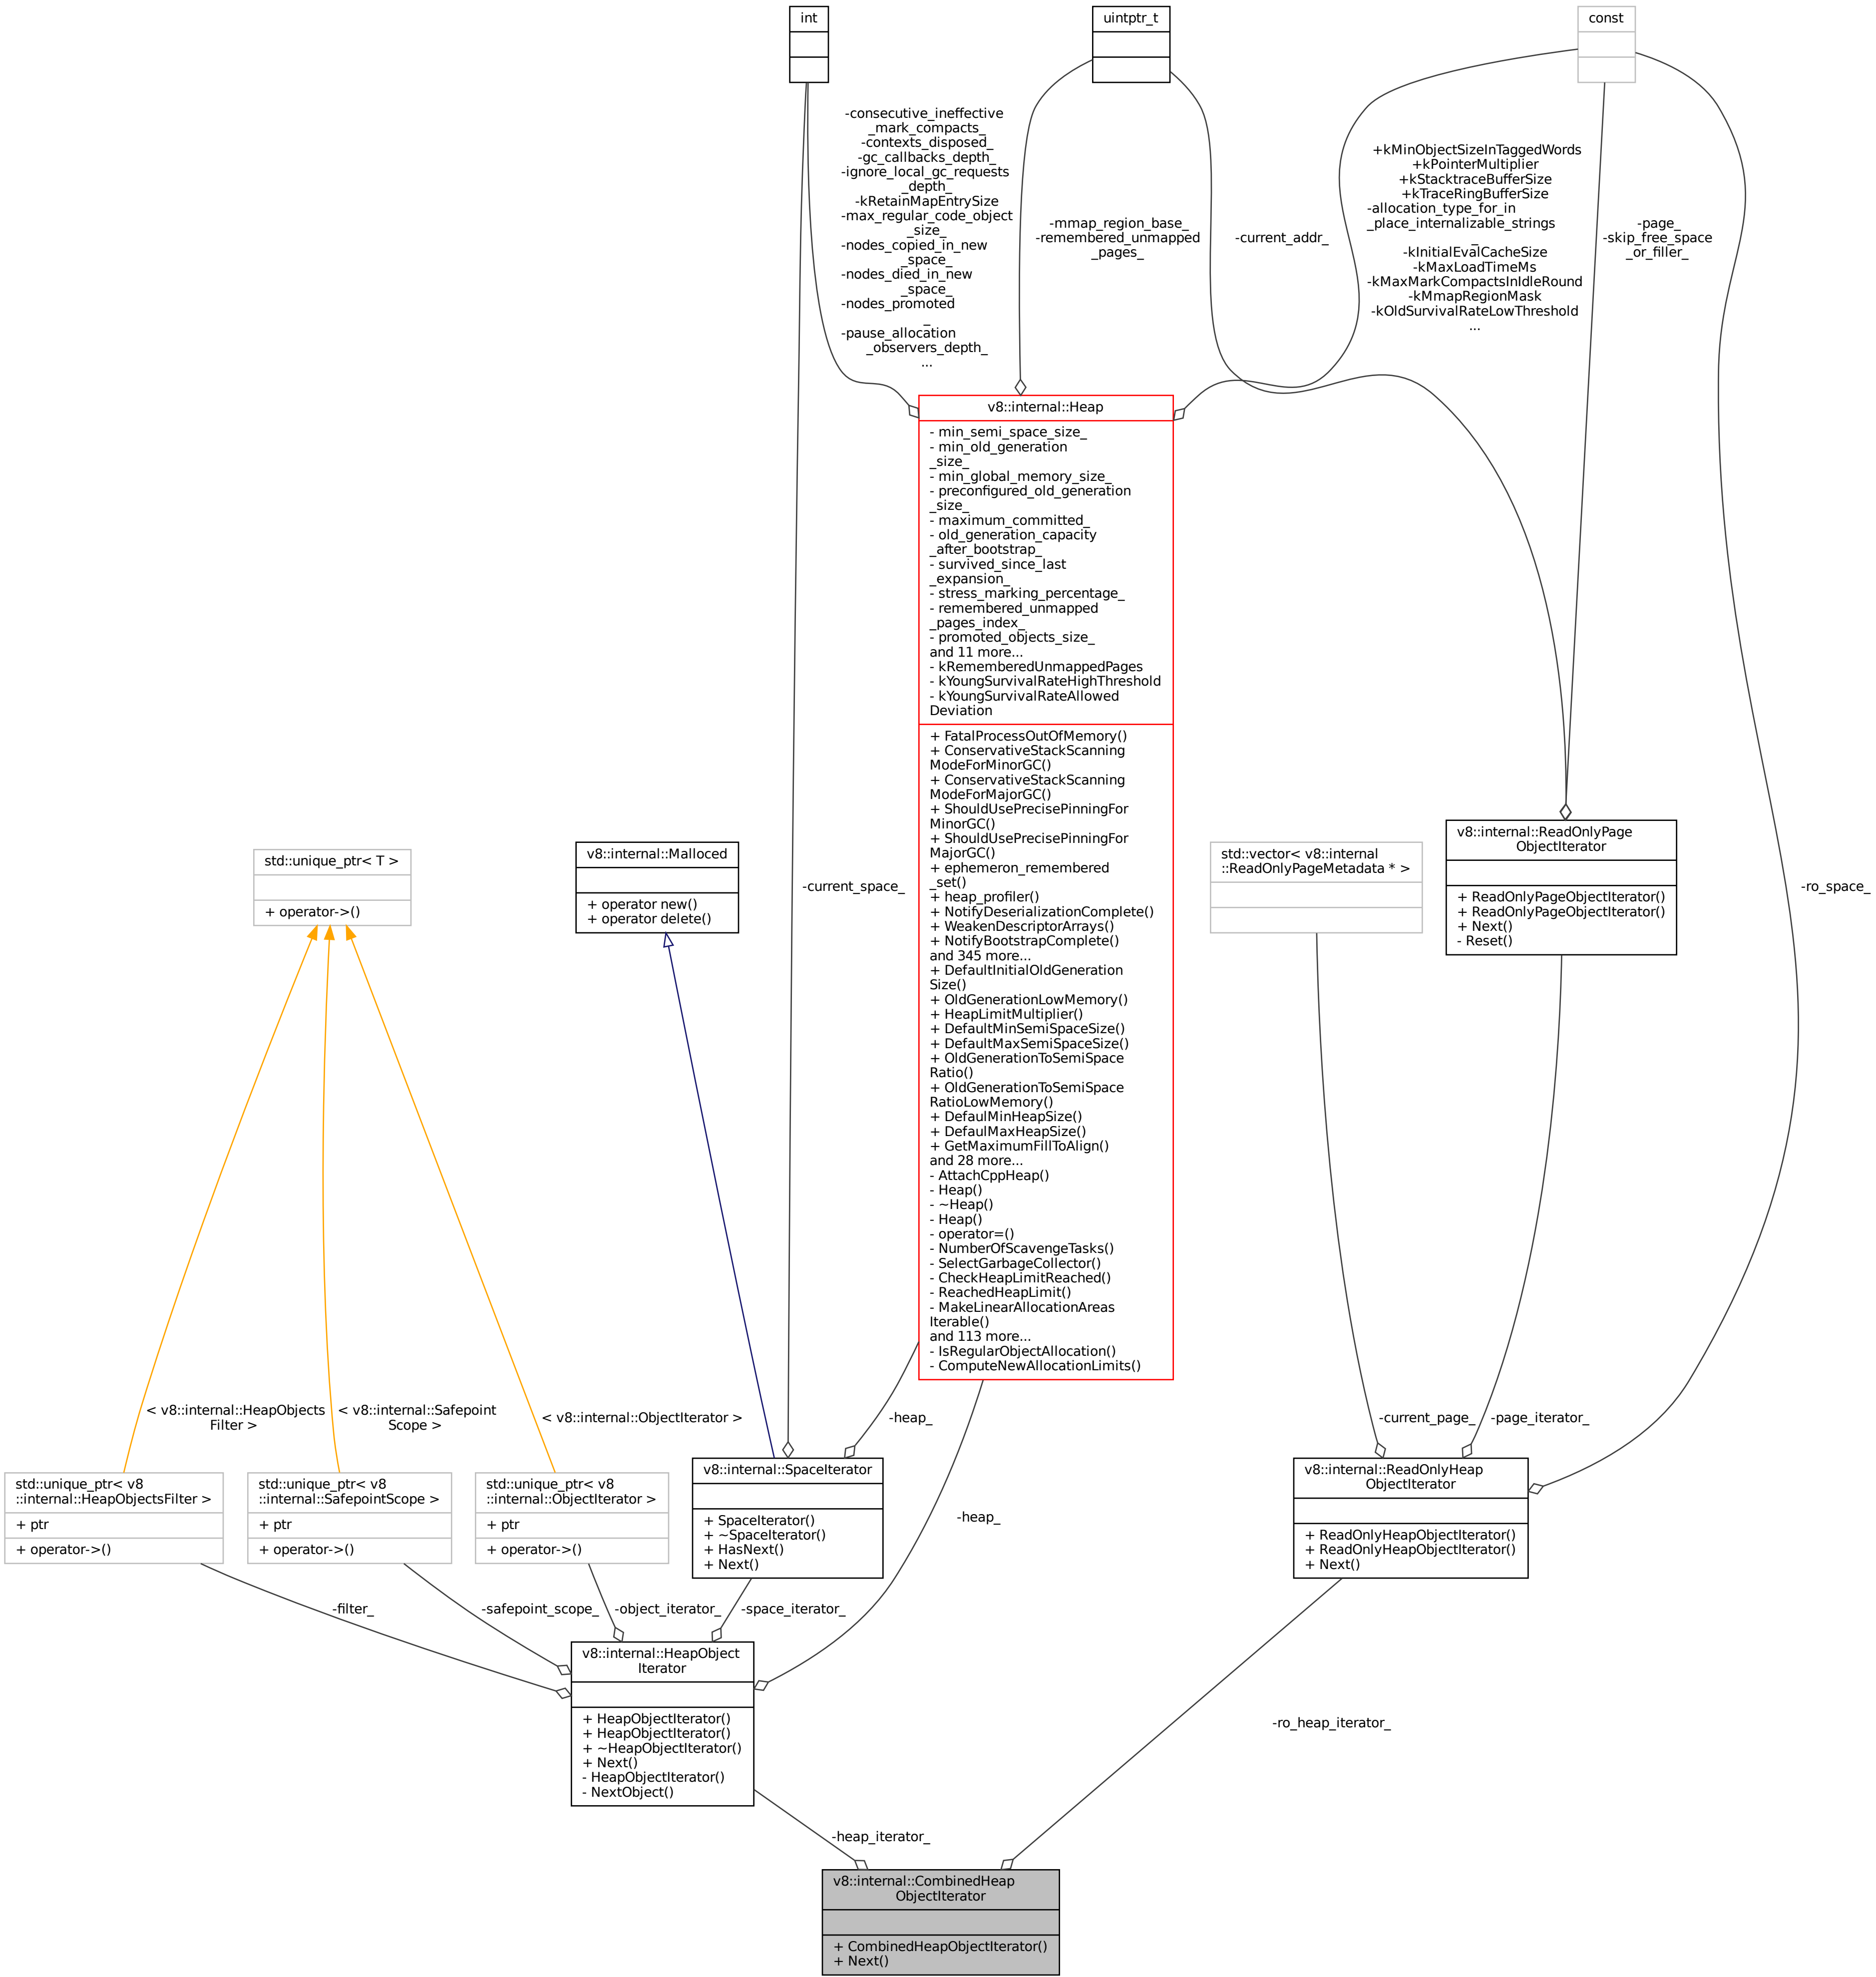 int
uintptr_t
const
-consecutive_ineffective
_mark_compacts_
-contexts_disposed_
-gc_callbacks_depth_
-ignore_local_gc_requests
_depth_
-kRetainMapEntrySize
-max_regular_code_object
_size_
-nodes_copied_in_new
_space_
-nodes_died_in_new
_space_
-nodes_promoted
_
-pause_allocation
_observers_depth_
...
-mmap_region_base_
-remembered_unmapped
_pages_
-current_addr_
+kMinObjectSizeInTaggedWords
+kPointerMultiplier
+kStacktraceBufferSize
+kTraceRingBufferSize
-allocation_type_for_in
_place_internalizable_strings
_
-kInitialEvalCacheSize
-kMaxLoadTimeMs
-kMaxMarkCompactsInIdleRound
-kMmapRegionMask
-kOldSurvivalRateLowThreshold
...
-page_
-skip_free_space
_or_filler_
v8::internal::Heap
- min_semi_space_size_
- min_old_generation
_size_
- min_global_memory_size_
- preconfigured_old_generation
_size_
- maximum_committed_
- old_generation_capacity
_after_bootstrap_
- survived_since_last
_expansion_
- stress_marking_percentage_
- remembered_unmapped
_pages_index_
- promoted_objects_size_
and 11 more...
- kRememberedUnmappedPages
- kYoungSurvivalRateHighThreshold
- kYoungSurvivalRateAllowed
Deviation
+ FatalProcessOutOfMemory()
+ ConservativeStackScanning
ModeForMinorGC()
+ ConservativeStackScanning
ModeForMajorGC()
+ ShouldUsePrecisePinningFor
MinorGC()
+ ShouldUsePrecisePinningFor
MajorGC()
+ ephemeron_remembered
_set()
+ heap_profiler()
+ NotifyDeserializationComplete()
+ WeakenDescriptorArrays()
+ NotifyBootstrapComplete()
and 345 more...
+ DefaultInitialOldGeneration
Size()
+ OldGenerationLowMemory()
+ HeapLimitMultiplier()
+ DefaultMinSemiSpaceSize()
+ DefaultMaxSemiSpaceSize()
+ OldGenerationToSemiSpace
Ratio()
+ OldGenerationToSemiSpace
RatioLowMemory()
+ DefaulMinHeapSize()
+ DefaulMaxHeapSize()
+ GetMaximumFillToAlign()
and 28 more...
- AttachCppHeap()
- Heap()
- ~Heap()
- Heap()
- operator=()
- NumberOfScavengeTasks()
- SelectGarbageCollector()
- CheckHeapLimitReached()
- ReachedHeapLimit()
- MakeLinearAllocationAreas
Iterable()
and 113 more...
- IsRegularObjectAllocation()
- ComputeNewAllocationLimits()
std::unique_ptr< T >
+ operator->()
v8::internal::Malloced
+ operator new()
+ operator delete()
-current_space_
std::vector< v8::internal
::ReadOnlyPageMetadata * >
v8::internal::ReadOnlyPage
ObjectIterator
+ ReadOnlyPageObjectIterator()
+ ReadOnlyPageObjectIterator()
+ Next()
- Reset()
-ro_space_
< v8::internal::HeapObjects
Filter >
< v8::internal::Safepoint
Scope >
< v8::internal::ObjectIterator >
-heap_
-current_page_
-page_iterator_
std::unique_ptr< v8
::internal::HeapObjectsFilter >
+ ptr
+ operator->()
std::unique_ptr< v8
::internal::SafepointScope >
+ ptr
+ operator->()
std::unique_ptr< v8
::internal::ObjectIterator >
+ ptr
+ operator->()
v8::internal::SpaceIterator
+ SpaceIterator()
+ ~SpaceIterator()
+ HasNext()
+ Next()
-heap_
v8::internal::ReadOnlyHeap
ObjectIterator
+ ReadOnlyHeapObjectIterator()
+ ReadOnlyHeapObjectIterator()
+ Next()
-filter_
-safepoint_scope_
-object_iterator_
-space_iterator_
v8::internal::HeapObject
Iterator
+ HeapObjectIterator()
+ HeapObjectIterator()
+ ~HeapObjectIterator()
+ Next()
- HeapObjectIterator()
- NextObject()
-ro_heap_iterator_
-heap_iterator_
v8::internal::CombinedHeap
ObjectIterator
+ CombinedHeapObjectIterator()
+ Next()